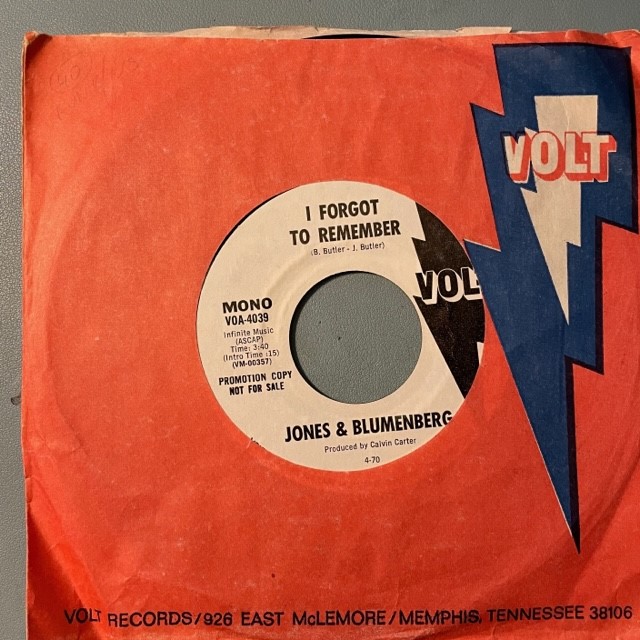 VOLT
I FORGOT
TO REMEMBER
(B. Butler - J. Butler)
VOL
MONO
VOA-4039
Infinite Music
(ASCAP)
Time: 3:40
(Intro Time :15)
(VM-00357)
PROMOTION COPY
NOT FOR SALE
JONES & BLUMENBERG
Produced by Calvin Carter
4-70
VOLT RECORDS/926 EAST McLEMORE/MEMPHIS, TENNESSEE 38106